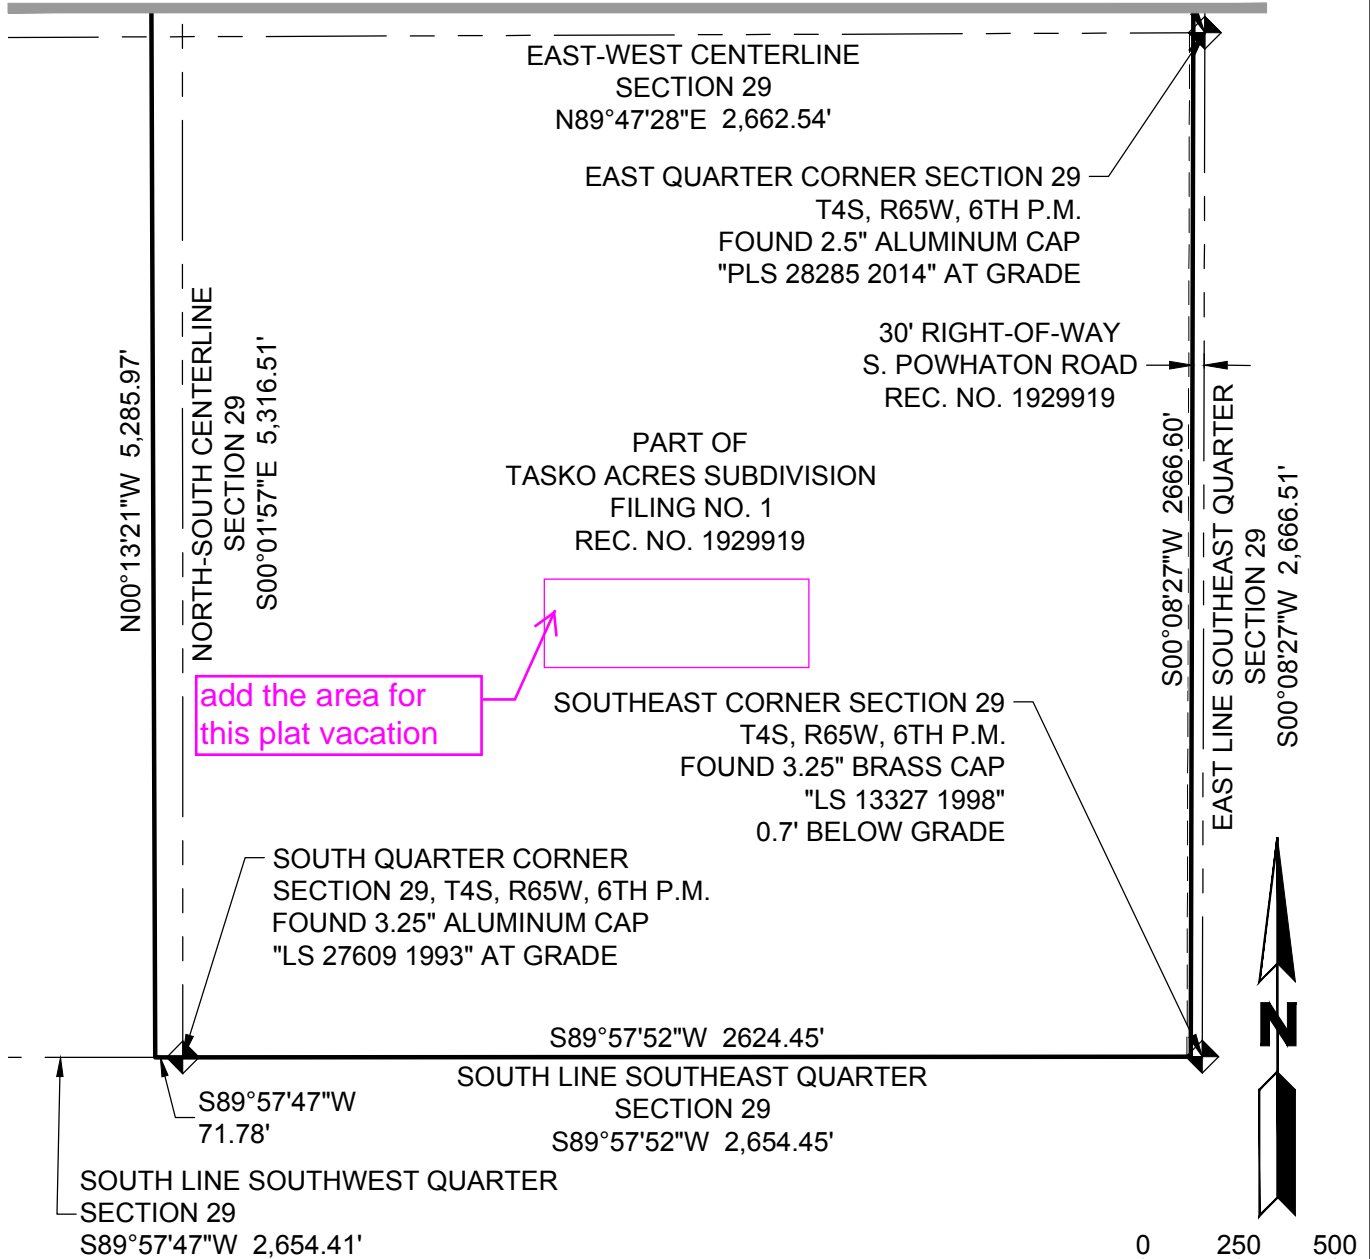 EAST-WEST CENTERLINE
SECTION 29
N89°47'28"E 2,662.54'
EAST QUARTER CORNER SECTION 29
T4S, R65W, 6TH P.M.
FOUND 2.5" ALUMINUM CAP
"PLS 28285 2014" AT GRADE
30' RIGHT-OF-WAY
S. POWHATON ROAD
REC. NO. 1929919
N00°13'21"W 5,285.97'
NORTH-SOUTH CENTERLINE
SECTION 29
S00°01'57"E 5,316.51'
PART OF
TASKO ACRES SUBDIVISION
FILING NO. 1
REC. NO. 1929919
S00°08'27"W 2666.60'
EAST LINE SOUTHEAST QUARTER
SECTION 29
S00°08'27"W 2,666.51'
add the area for
this plat vacation
SOUTHEAST CORNER SECTION 29
T4S, R65W, 6TH P.M.
FOUND 3.25" BRASS CAP
"LS 13327 1998"
0.7' BELOW GRADE
SOUTH QUARTER CORNER
SECTION 29, T4S, R65W, 6TH P.M.
FOUND 3.25" ALUMINUM CAP
"LS 27609 1993" AT GRADE
N
S89°57'52"W 2624.45'
SOUTH LINE SOUTHEAST QUARTER
SECTION 29
S89°57'52"W 2,654.45'
S89°57'47"W
71.78'
SOUTH LINE SOUTHWEST QUARTER
SECTION 29
S89°57'47"W 2,654.41'
0 250 500